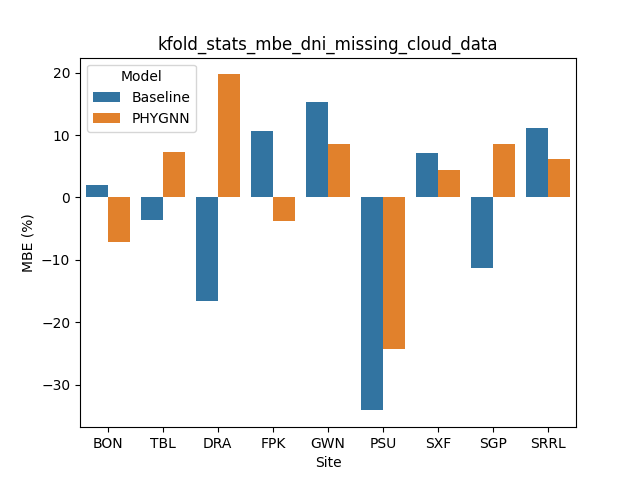 kfold_stats_mbe_dni_missing_cloud_data
Model
Baseline
PHYGNN
MBE (%)
20
10
0
−10
−20
−30
BON TBL DRA FPK GWN PSU SXF SGP SRRL
Site